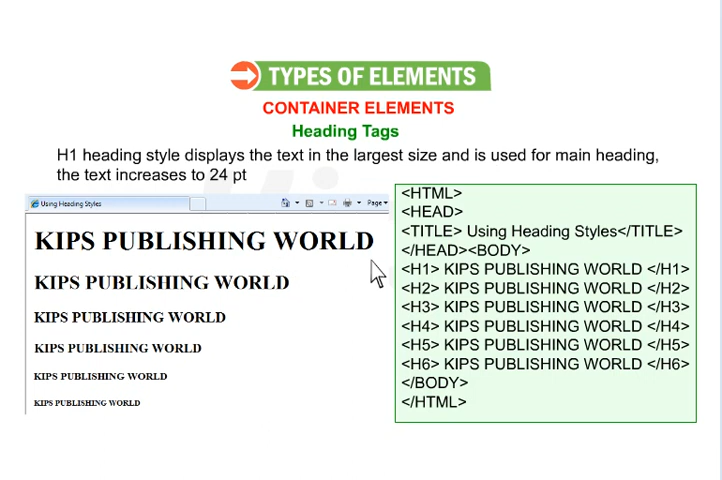 TYPES OF ELEMENTS
CONTAINER ELEMENTS
Heading Tags
H1 heading style displays the text in the largest size and is used for main heading,
the text increases to 24 pt
Using Heading Styles
Page
KIPS PUBLISHING WORLD
KIPS PUBLISHING WORLD
KIPS PUBLISHING WORLD
KIPS PUBLISHING WORLD
KIPS PUBLISHING WORLD
KIPS PUBLISHING WORLD
<HTML>
<HEAD>
<TITLE> Using Heading Styles</TITLE>
</HEAD><BODY>
<H1> KIPS PUBLISHING WORLD </H1>
<H2> KIPS PUBLISHING WORLD </H2>
<H3> KIPS PUBLISHING WORLD </H3>
<H4> KIPS PUBLISHING WORLD </H4>
<H5> KIPS PUBLISHING WORLD </H5>
<H6> KIPS PUBLISHING WORLD </H6>
</BODY>
</HTML>